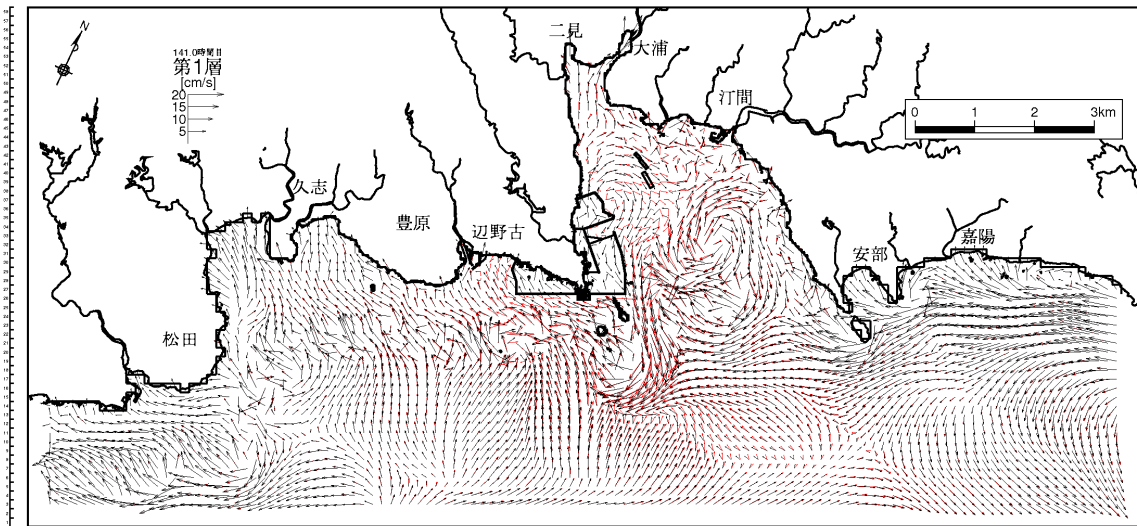 N
141.0時間目
第1層
[cm/s]
20
15
10
5
二見
大浦
汀間
0 1 2 3km
久志
豊原
辺野古
安部
嘉陽
松田